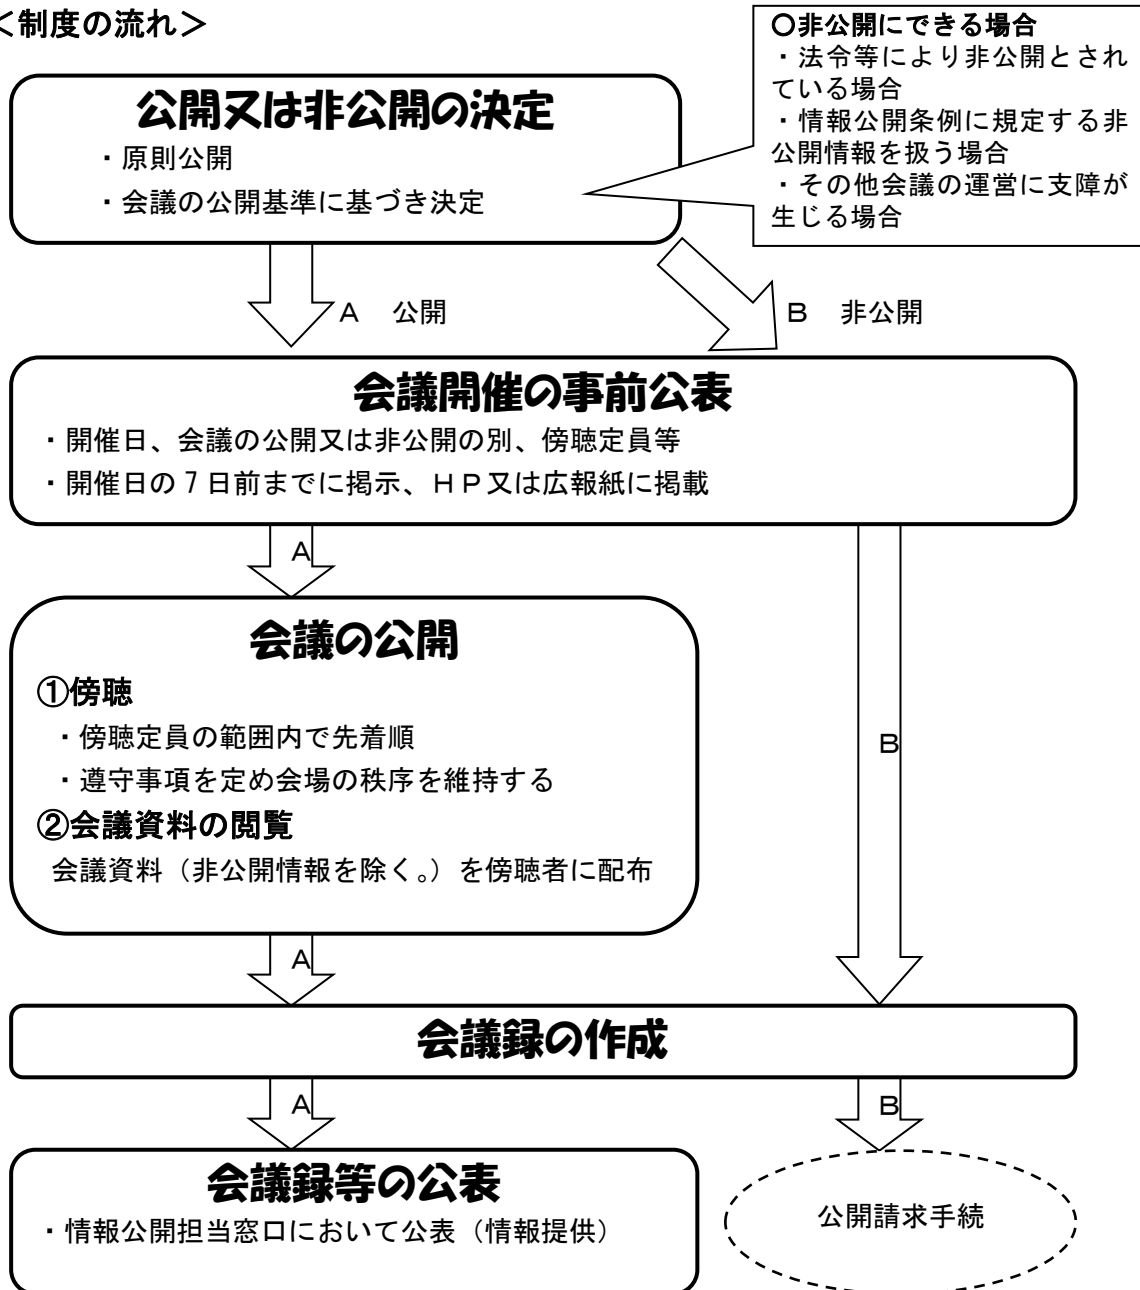 ＜制度の流れ＞
○非公開にできる場合
・法令等により非公開とされ
ている場合
・情報公開条例に規定する非
公開情報を扱う場合
・その他会議の運営に支障が
生じる場合
公開又は非公開の決定
・原則公開
・会議の公開基準に基づき決定
Ａ　公開
Ｂ　非公開
会議開催の事前公表
・開催日、会議の公開又は非公開の別、傍聴定員等
・開催日の７日前までに掲示、ＨＰ又は広報紙に掲載
Ａ
会議の公開
①傍聴
・傍聴定員の範囲内で先着順
・遵守事項を定め会場の秩序を維持する
②会議資料の閲覧
会議資料（非公開情報を除く。）を傍聴者に配布
Ｂ
Ａ
会議録の作成
Ａ
Ｂ
会議録等の公表
・情報公開担当窓口において公表（情報提供）
公開請求手続